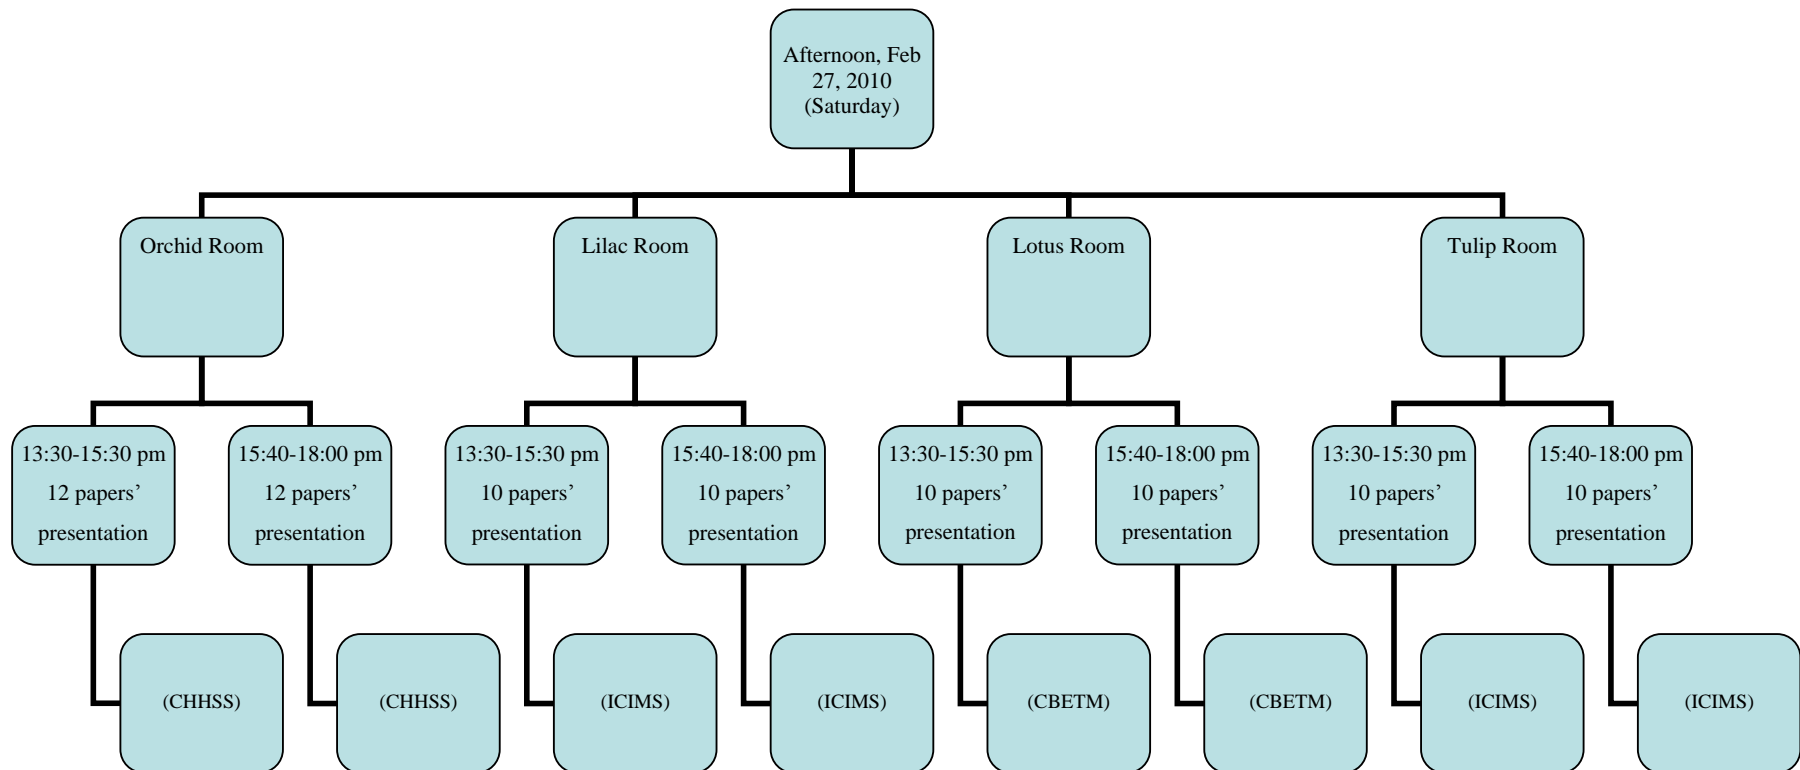 Afternoon, Feb
27, 2010
(Saturday)
Orchid Room
Lilac Room
Lotus Room
Tulip Room
13:30-15:30 pm
12 papers’
presentation
15:40-18:00 pm
12 papers’
presentation
13:30-15:30 pm
10 papers’
presentation
15:40-18:00 pm
10 papers’
presentation
13:30-15:30 pm
10 papers’
presentation
15:40-18:00 pm
10 papers’
presentation
13:30-15:30 pm
10 papers’
presentation
15:40-18:00 pm
10 papers’
presentation
(CHHSS)
(CHHSS)
(ICIMS)
(ICIMS)
(CBETM)
(CBETM)
(ICIMS)
(ICIMS)